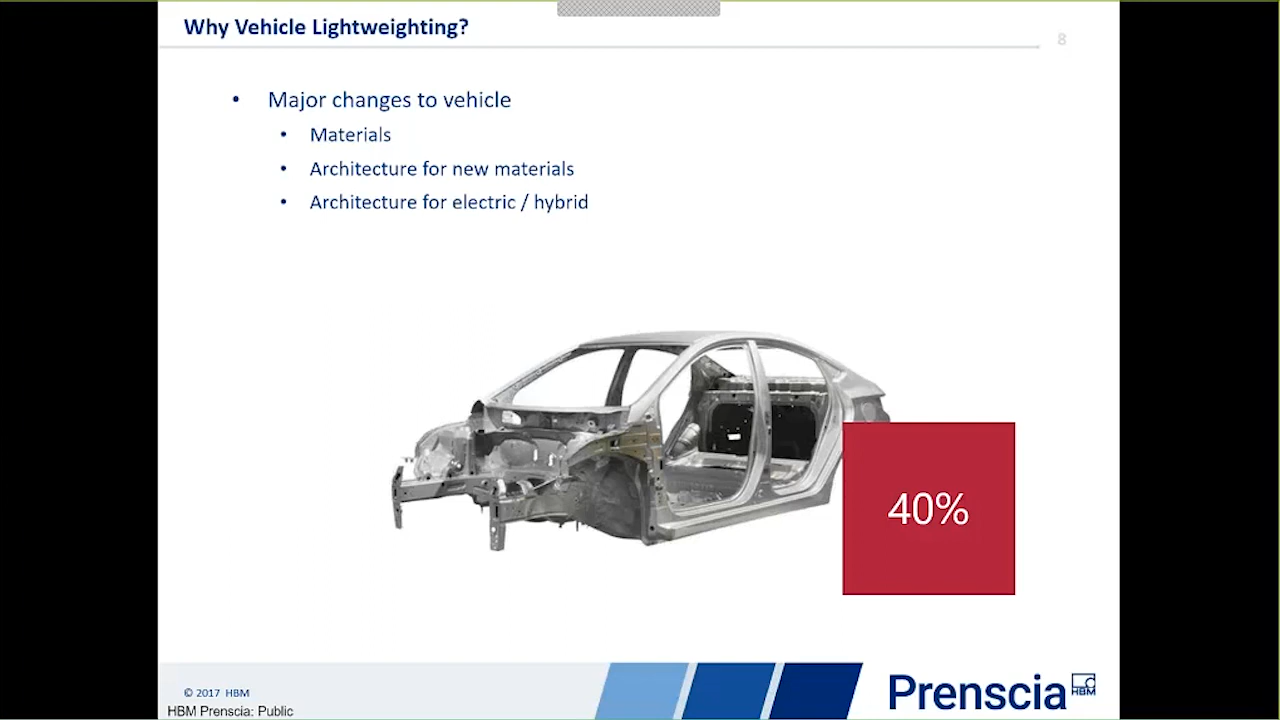 Why Vehicle Lightweighting?
8
• Major changes to vehicle
• Materials
• Architecture for new materials
• Architecture for electric / hybrid
40%
© 2017 HBM
HBM Prenscia: Public
Prenscia HBM